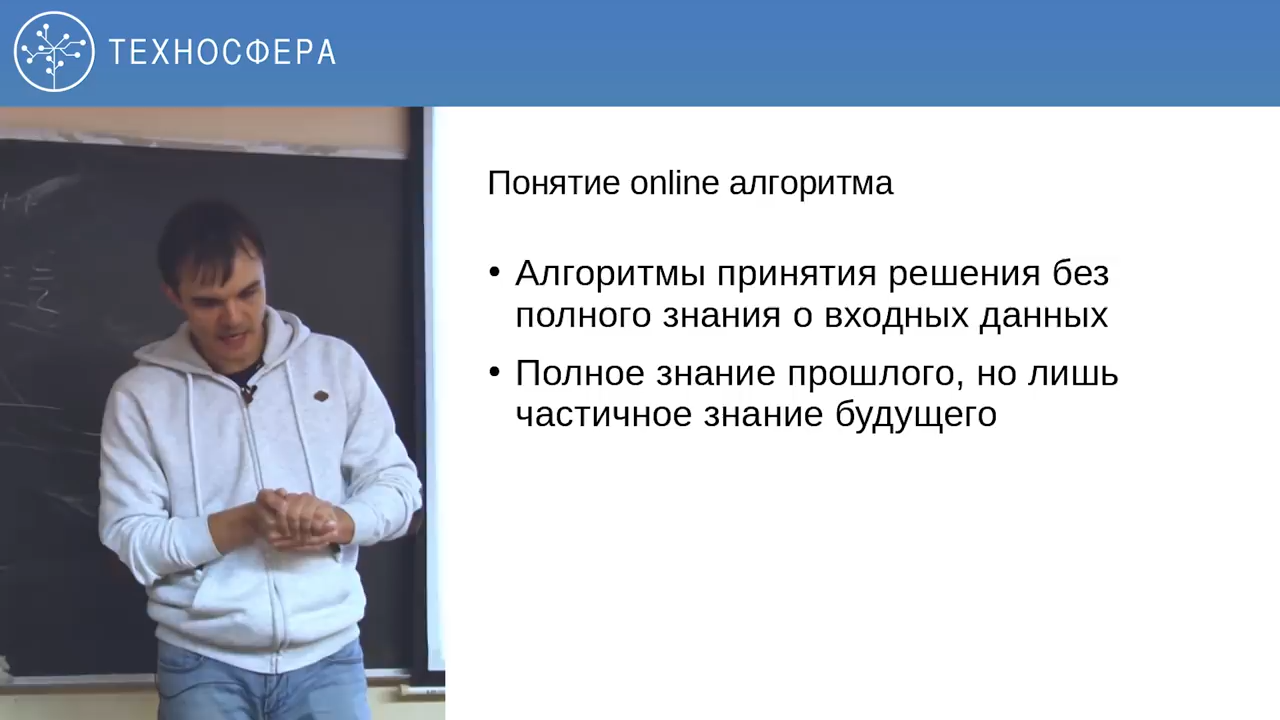 ТЕХНОСФЕРА
Понятие online алгоритма
• Алгоритмы принятия решения без
полного знания о входных данных
• Полное знание прошлого, но лишь
частичное знание будущего